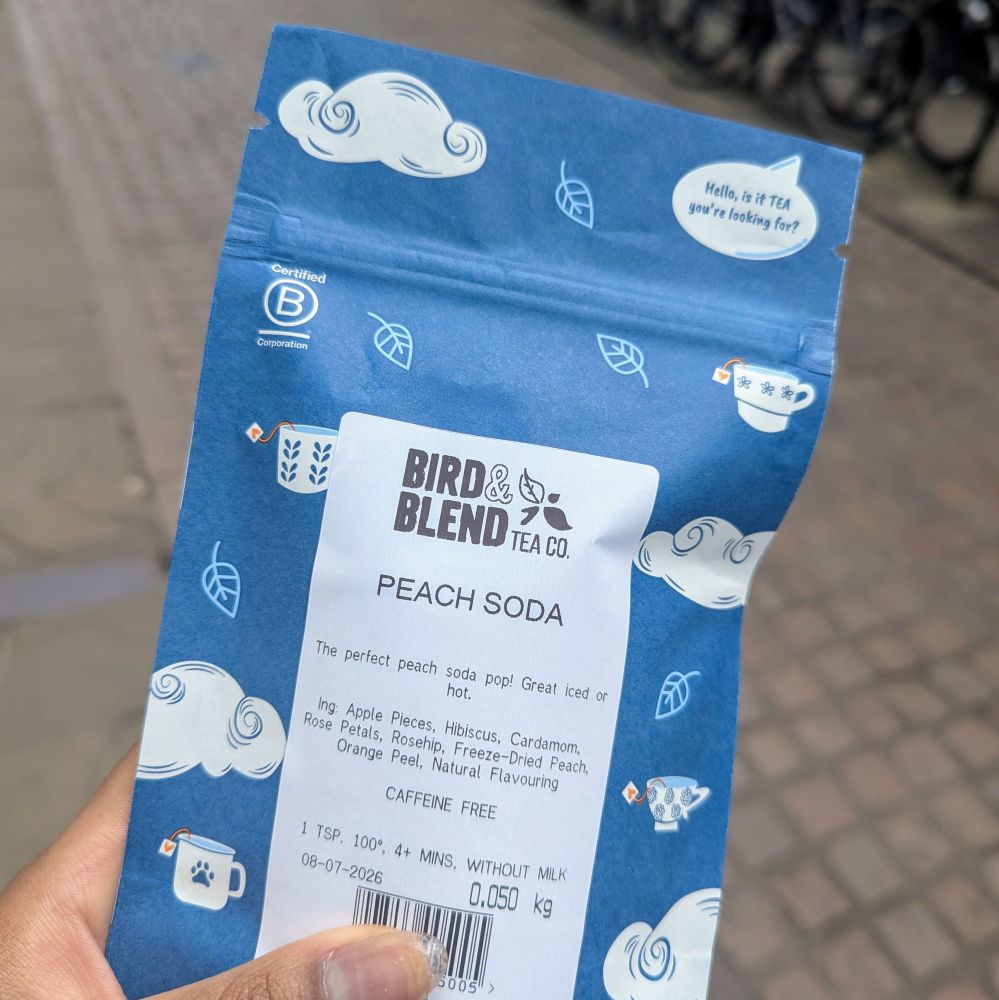 Hello, is it TEA
you're looking for?
Certified
B
Corporation
BIRD &
BLEND
TEA CO.
PEACH SODA
The perfect peach soda pop! Great iced or
hot.
Ing: Apple Pieces, Hibiscus, Cardamom,
Rose Petals, Rosehip, Freeze-Dried Peach,
Orange Peel, Natural Flavouring
CAFFEINE FREE
1 TSP. 100°, 4+ MINS, WITHOUT MILK
08-07-2026
0.050 kg
5005 >